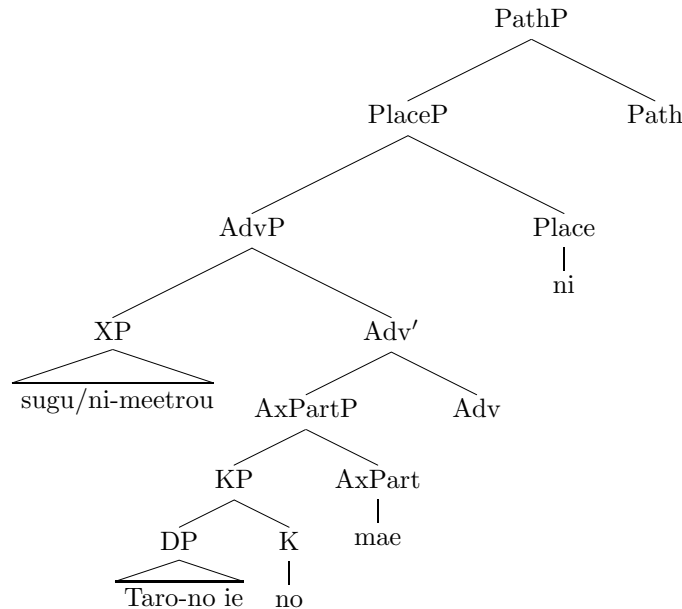 PathP
PlaceP Path
AdvP Place
ni
XP Adv′
sugu/ni-meetrou AxPartP Adv
KP AxPart
DP K mae
Taro-no ie no